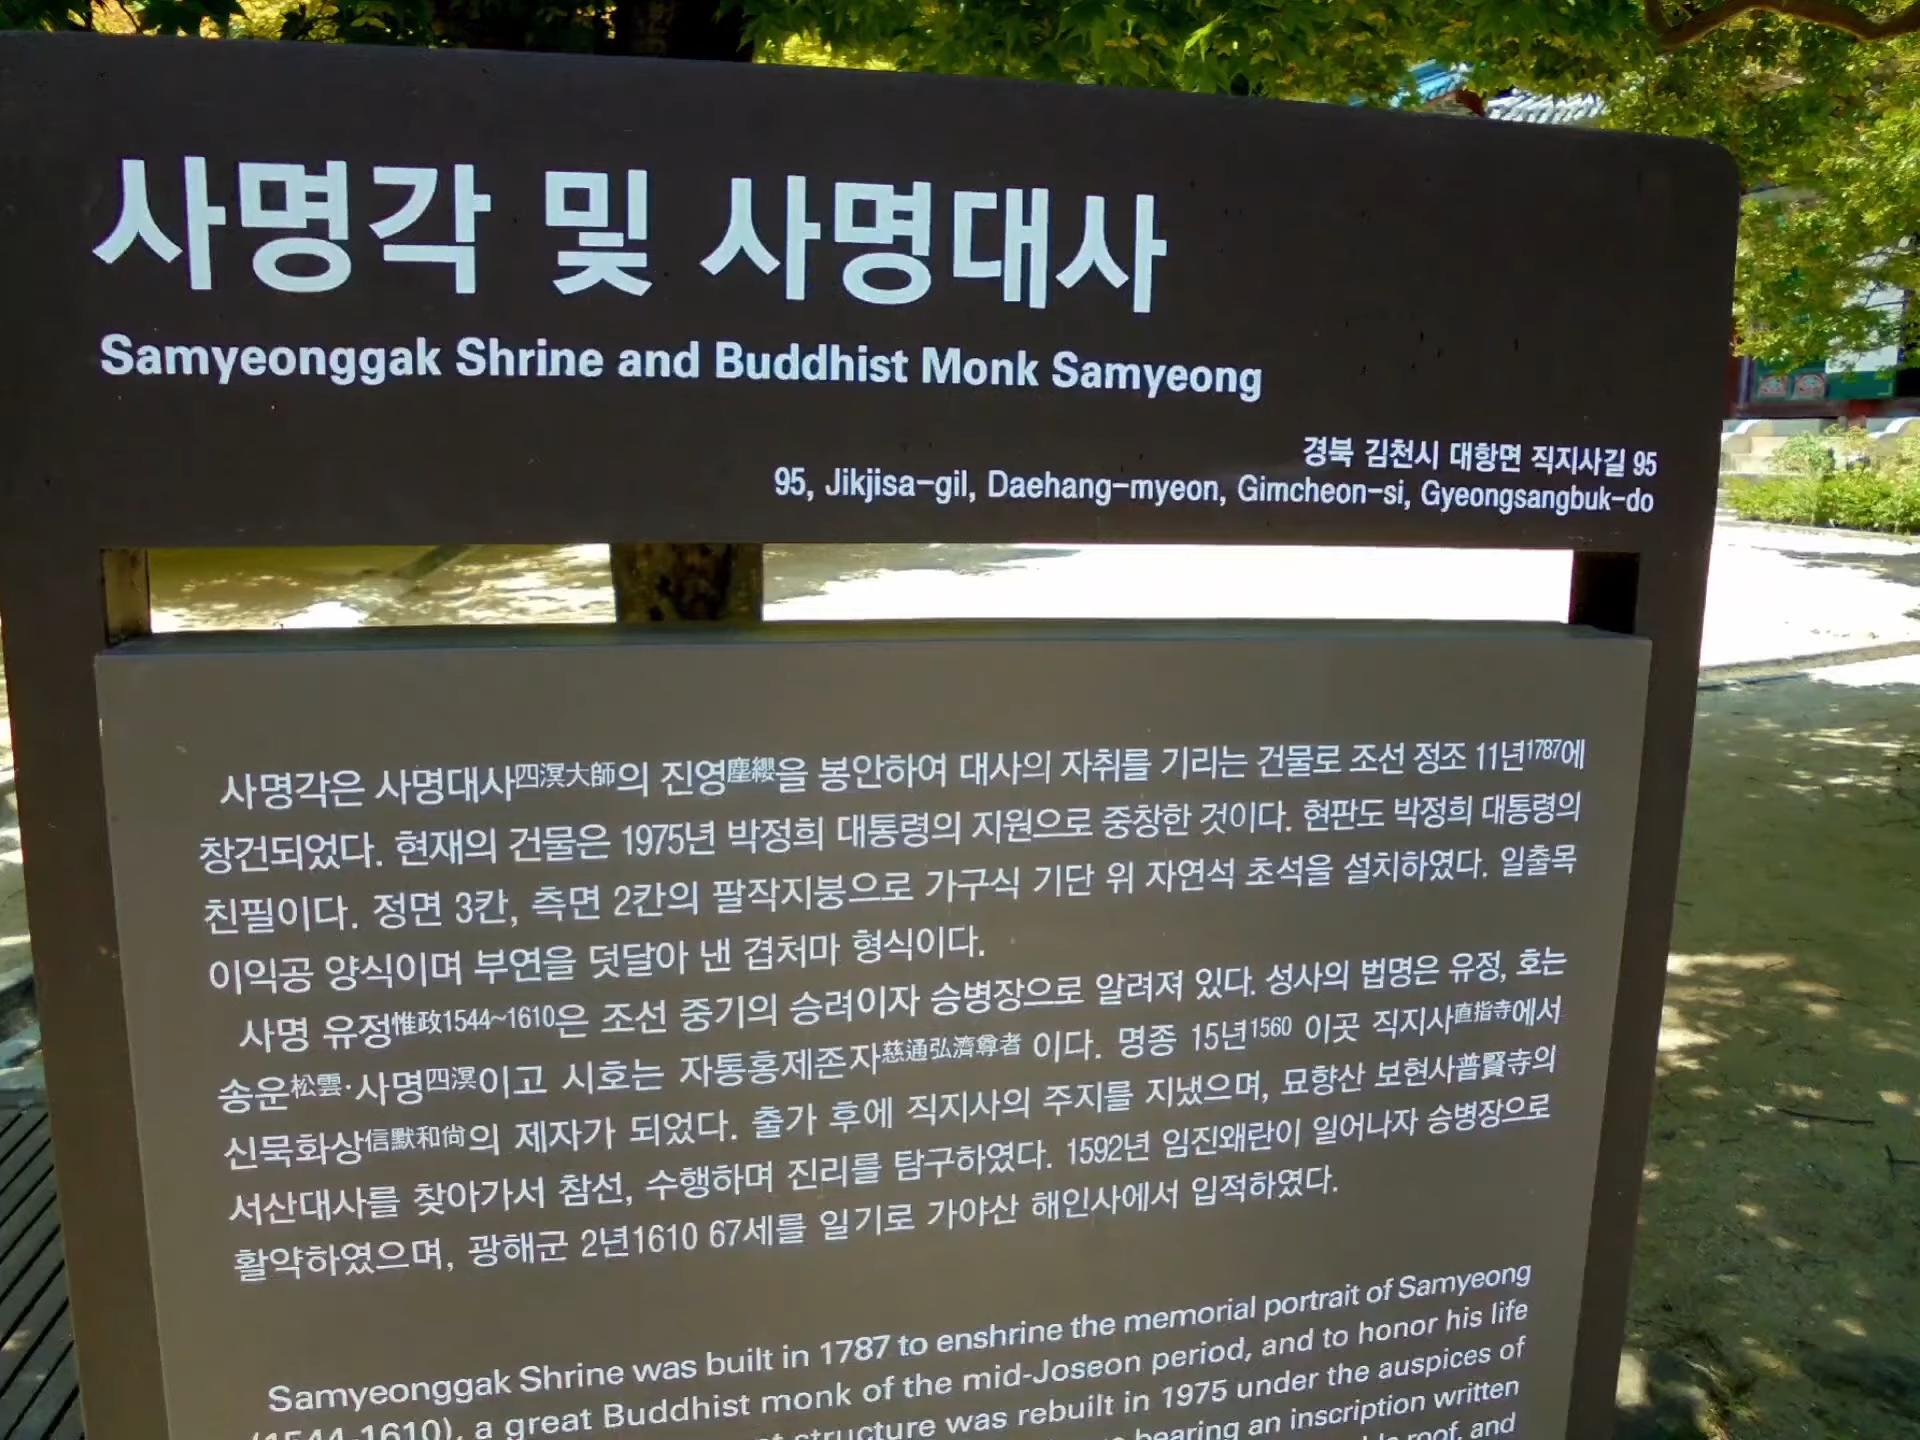 사명각 및 사명대사
Samyeonggak Shrine and Buddhist Monk Samyeong
경북 김천시 대항면 직지사길 95
95, Jikjisa-gil, Daehang-myeon, Gimcheon-si, Gyeongsangbuk-do
사명각은 사명대사四溟大師의 진영塵纓을 봉안하여 대사의 자취를 기리는 건물로 조선 정조 11년1787에
창건되었다. 현재의 건물은 1975년 박정희 대통령의 지원으로 중창한 것이다. 현판도 박정희 대통령의
친필이다. 정면 3칸, 측면 2칸의 팔작지붕으로 가구식 기단 위 자연석 초석을 설치하였다. 일출목
이익공 양식이며 부연을 덧달아 낸 겹처마 형식이다.
사명 유정惟政1544~1610은 조선 중기의 승려이자 승병장으로 알려져 있다. 성사의 법명은 유정, 호는
송운松雲·사명四溟이고 시호는 자통홍제존자慈通弘濟尊者 이다. 명종 15년1560 이곳 직지사直指寺에서
신묵화상信默和尙의 제자가 되었다. 출가 후에 직지사의 주지를 지냈으며, 묘향산 보현사普賢寺의
서산대사를 찾아가서 참선, 수행하며 진리를 탐구하였다. 1592년 임진왜란이 일어나자 승병장으로
활약하였으며, 광해군 2년1610 67세를 일기로 가야산 해인사에서 입적하였다.
Samyeonggak Shrine was built in 1787 to enshrine the memorial portrait of Samyeong
(1544-1610), a great Buddhist monk of the mid-Joseon period, and to honor his life
structure was rebuilt in 1975 under the auspices of
bearing an inscription written
roof, and